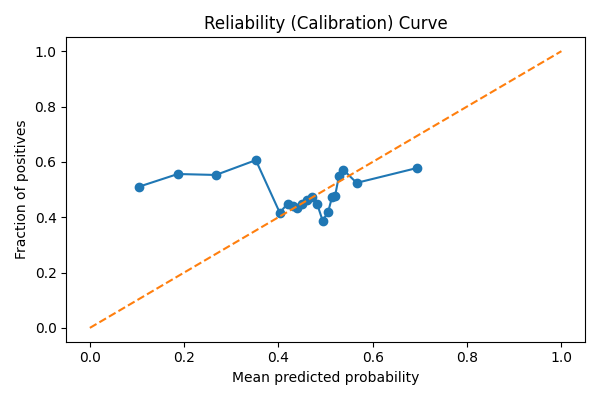 Reliability (Calibration) Curve
1.0
0.8
0.6
0.4
0.2
0.0
Fraction of positives
0.0 0.2 0.4 0.6 0.8 1.0
Mean predicted probability